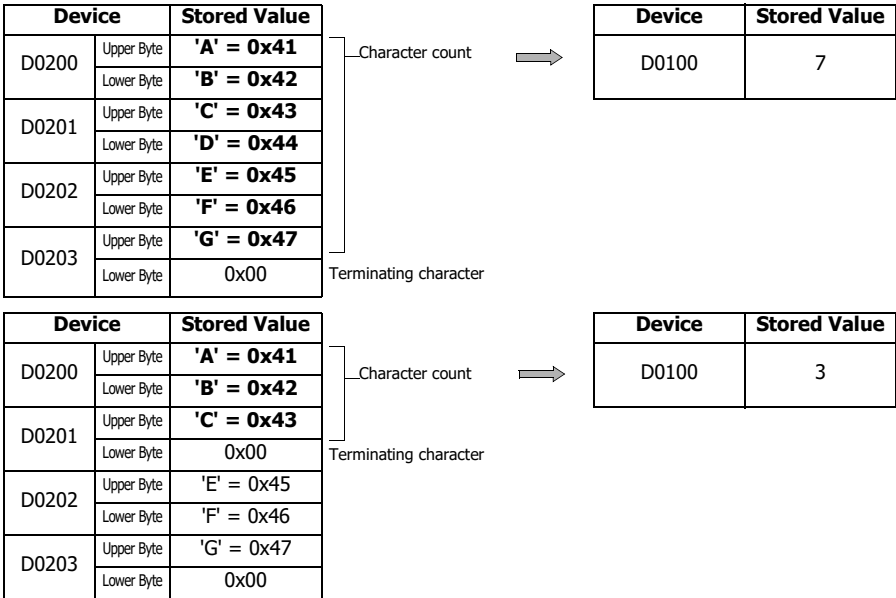 Device Stored Value
D0200 Upper Byte 'A' = 0x41
Lower Byte 'B' = 0x42
D0201 Upper Byte 'C' = 0x43
Lower Byte 'D' = 0x44
D0202 Upper Byte 'E' = 0x45
Lower Byte 'F' = 0x46
D0203 Upper Byte 'G' = 0x47
Lower Byte 0x00
Character count
Terminating character
Device Stored Value
D0100 7
Device Stored Value
D0200 Upper Byte 'A' = 0x41
Lower Byte 'B' = 0x42
D0201 Upper Byte 'C' = 0x43
Lower Byte 0x00
D0202 Upper Byte 'E' = 0x45
Lower Byte 'F' = 0x46
D0203 Upper Byte 'G' = 0x47
Lower Byte 0x00
Character count
Terminating character
Device Stored Value
D0100 3